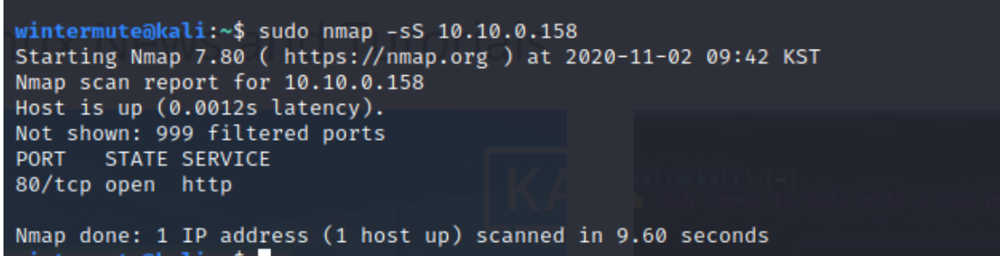 wintermute@kali:~$ sudo nmap -sS 10.10.0.158
Starting Nmap 7.80 ( https://nmap.org ) at 2020-11-02 09:42 KST
Nmap scan report for 10.10.0.158
Host is up (0.0012s latency).
Not shown: 999 filtered ports
PORT   STATE SERVICE
80/tcp open  http
Nmap done: 1 IP address (1 host up) scanned in 9.60 seconds